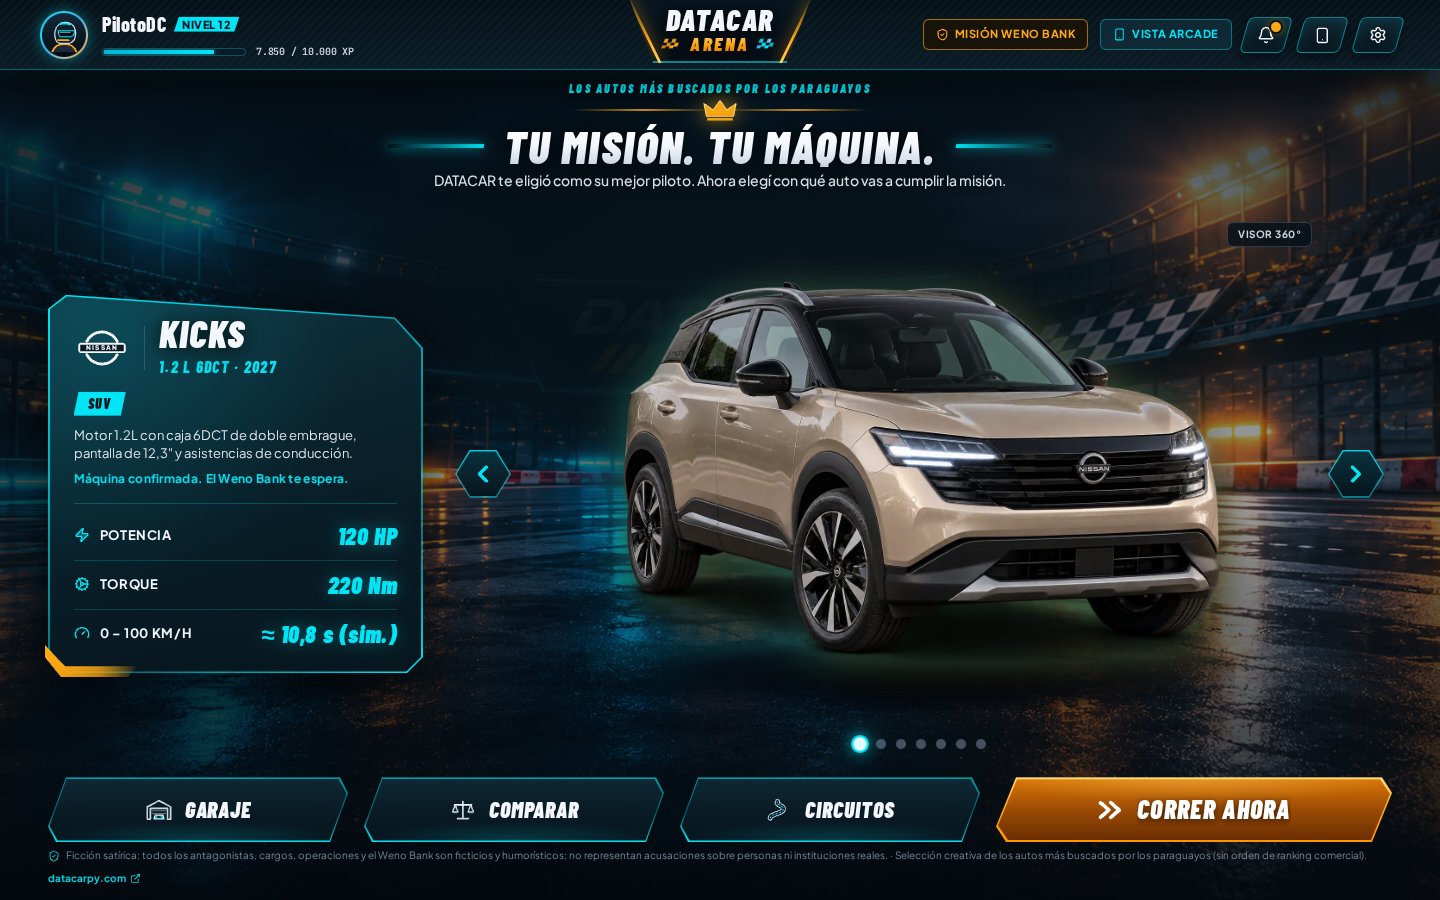 PilotoDC NIVEL 12
7.850 / 10.000 XP
DATACAR
ARENA
MISIÓN WENO BANK
VISTA ARCADE
LOS AUTOS MÁS BUSCADOS POR LOS PARAGUAYOS
TU MISIÓN. TU MÁQUINA.
DATACAR te eligió como su mejor piloto. Ahora elegí con qué auto vas a cumplir la misión.
VISOR 360°
NISSAN
KICKS
1.2 L 6DCT · 2027
SUV
Motor 1.2L con caja 6DCT de doble embrague,
pantalla de 12,3" y asistencias de conducción.
Máquina confirmada. El Weno Bank te espera.
POTENCIA 120 HP
TORQUE 220 Nm
0 – 100 KM/H ≈ 10,8 s (sim.)
NISSAN
GARAJE
COMPARAR
CIRCUITOS
CORRER AHORA
Ficción satírica: todos los antagonistas, cargos, operaciones y el Weno Bank son ficticios y humorísticos; no representan acusaciones sobre personas ni instituciones reales. · Selección creativa de los autos más buscados por los paraguayos (sin orden de ranking comercial).
datacarpy.com